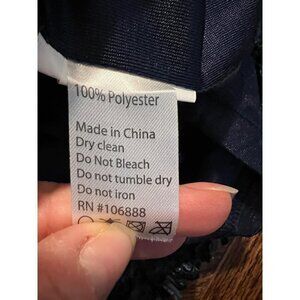 100% Polyester
Made in China
Dry clean
Do Not Bleach
Do not tumble dry
Do not iron
RN #106888